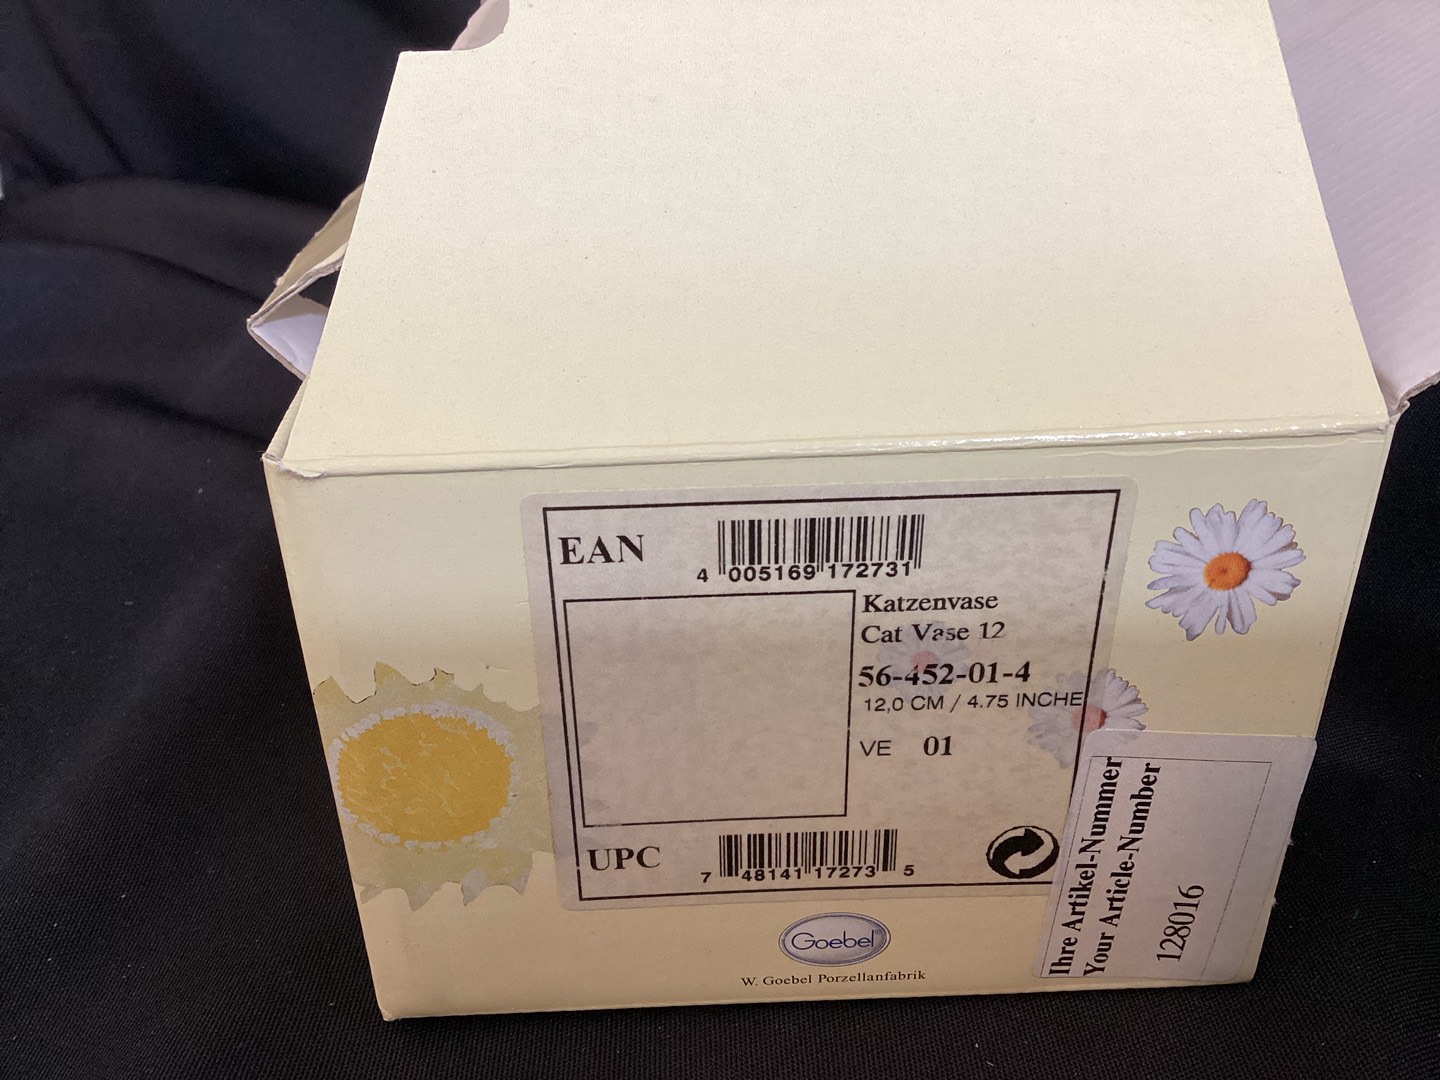 EAN
4 005169 172731
Katzenvase
Cat Vase 12
56-452-01-4
12,0 CM / 4.75 INCHE
VE 01
UPC
7 48141 17273 5
Goebel®
W. Goebel Porzellanfabrik
Ihre Artikel-Nummer
Your Article-Number
128016